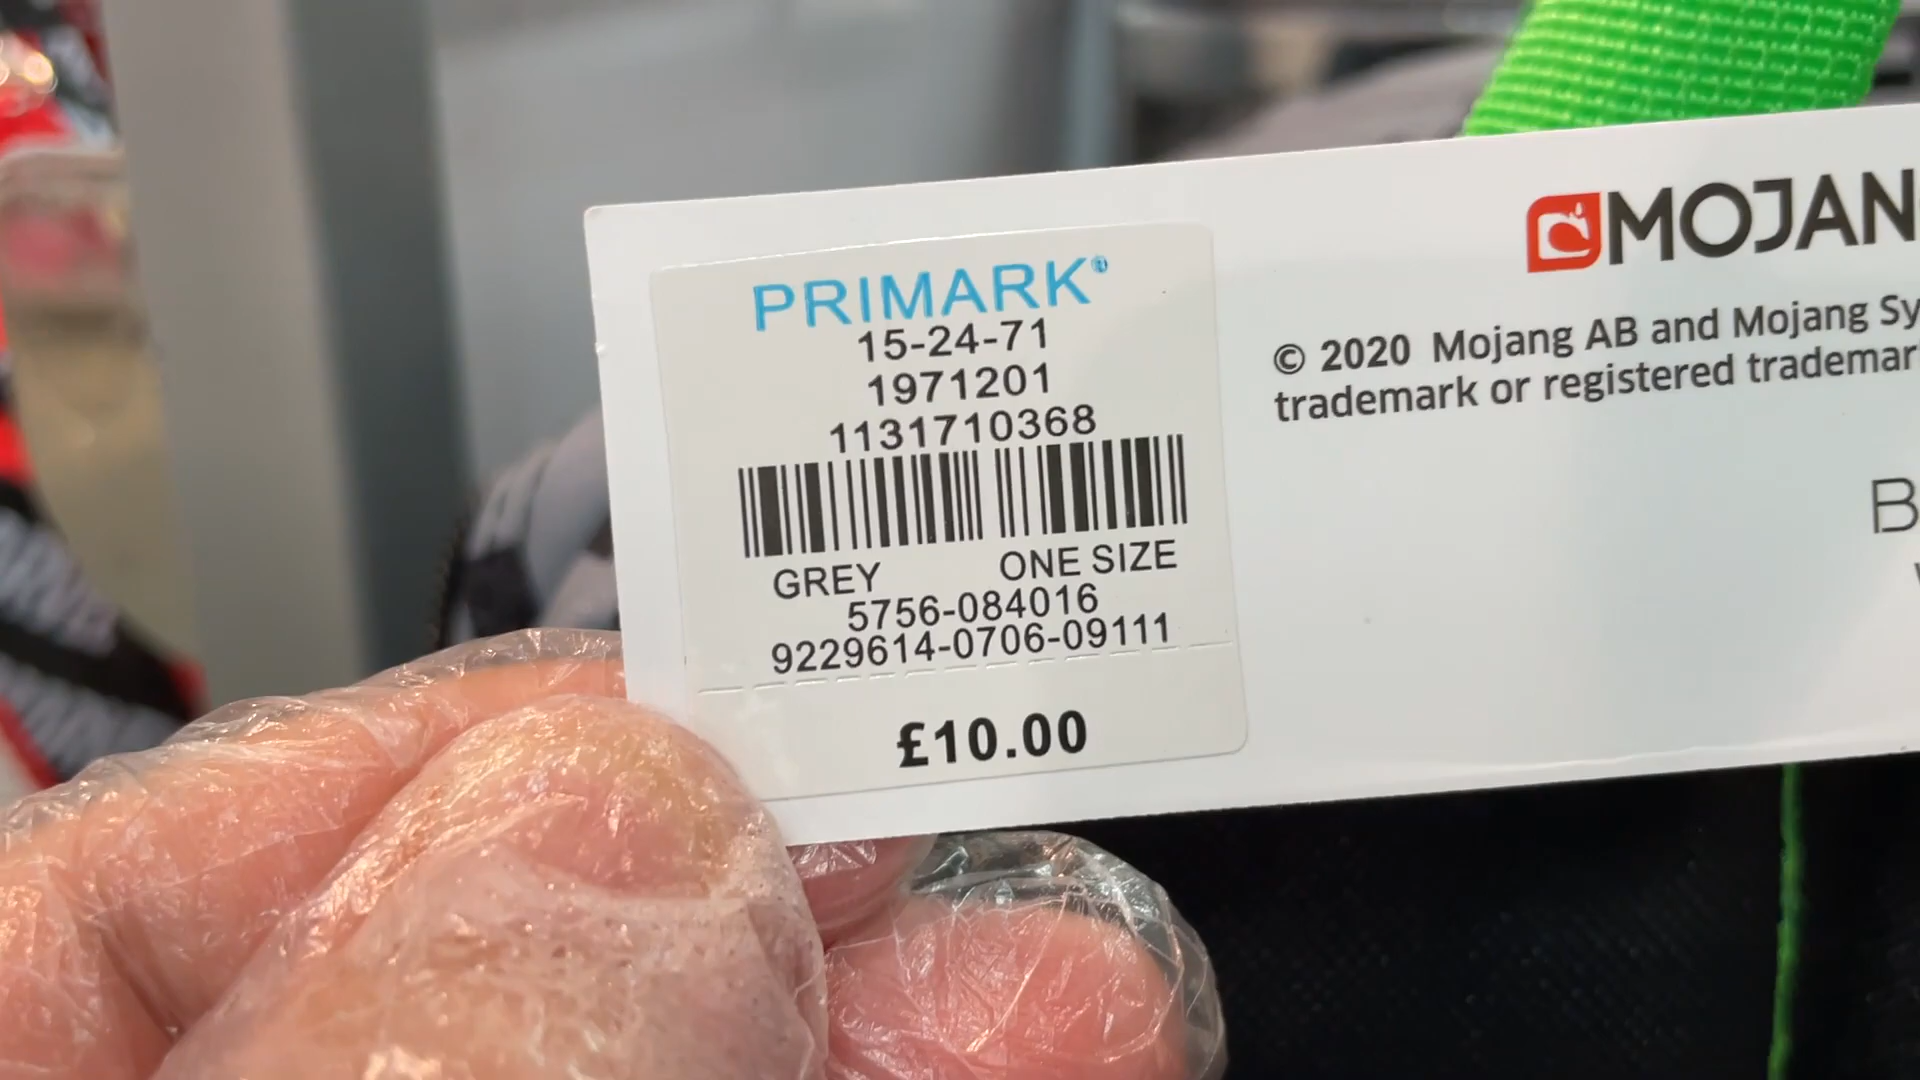 PRIMARK®
15-24-71
1971201
1131710368
GREY ONE SIZE
5756-084016
9229614-0706-09111
£10.00
MOJAN
© 2020 Mojang AB and Mojang Sy
trademark or registered trademar
B